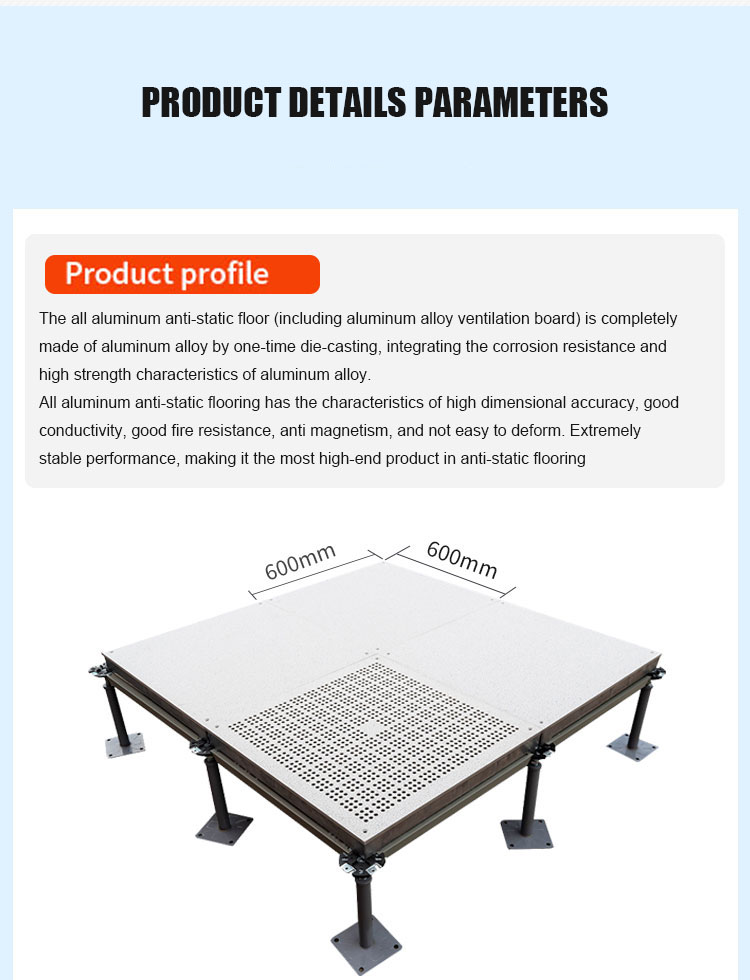 PRODUCT DETAILS PARAMETERS
Product profile
The all aluminum anti-static floor (including aluminum alloy ventilation board) is completely
made of aluminum alloy by one-time die-casting, integrating the corrosion resistance and
high strength characteristics of aluminum alloy.
All aluminum anti-static flooring has the characteristics of high dimensional accuracy, good
conductivity, good fire resistance, anti magnetism, and not easy to deform. Extremely
stable performance, making it the most high-end product in anti-static flooring
600mm
600mm